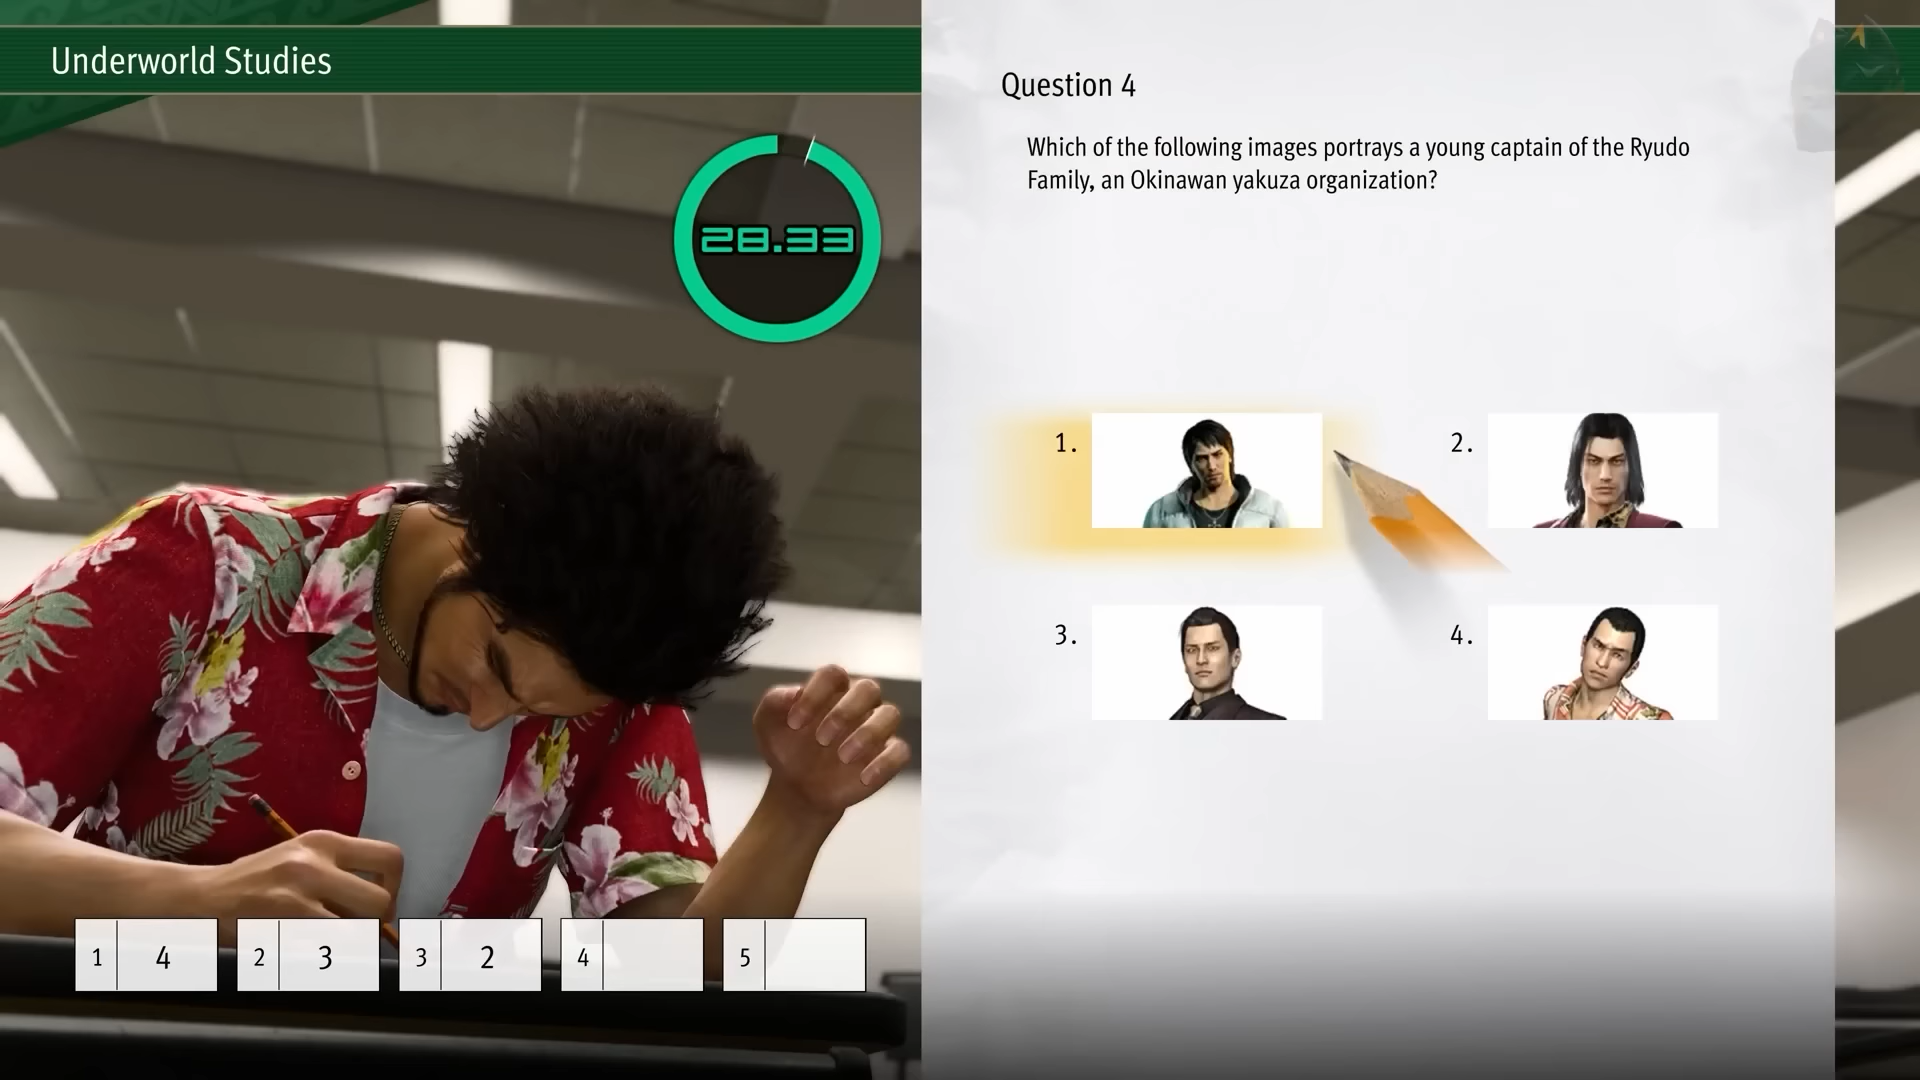 Underworld Studies
28.33
Question 4
Which of the following images portrays a young captain of the Ryudo
Family, an Okinawan yakuza organization?
1.
2.
3.
4.
1 4
2 3
3 2
4
5